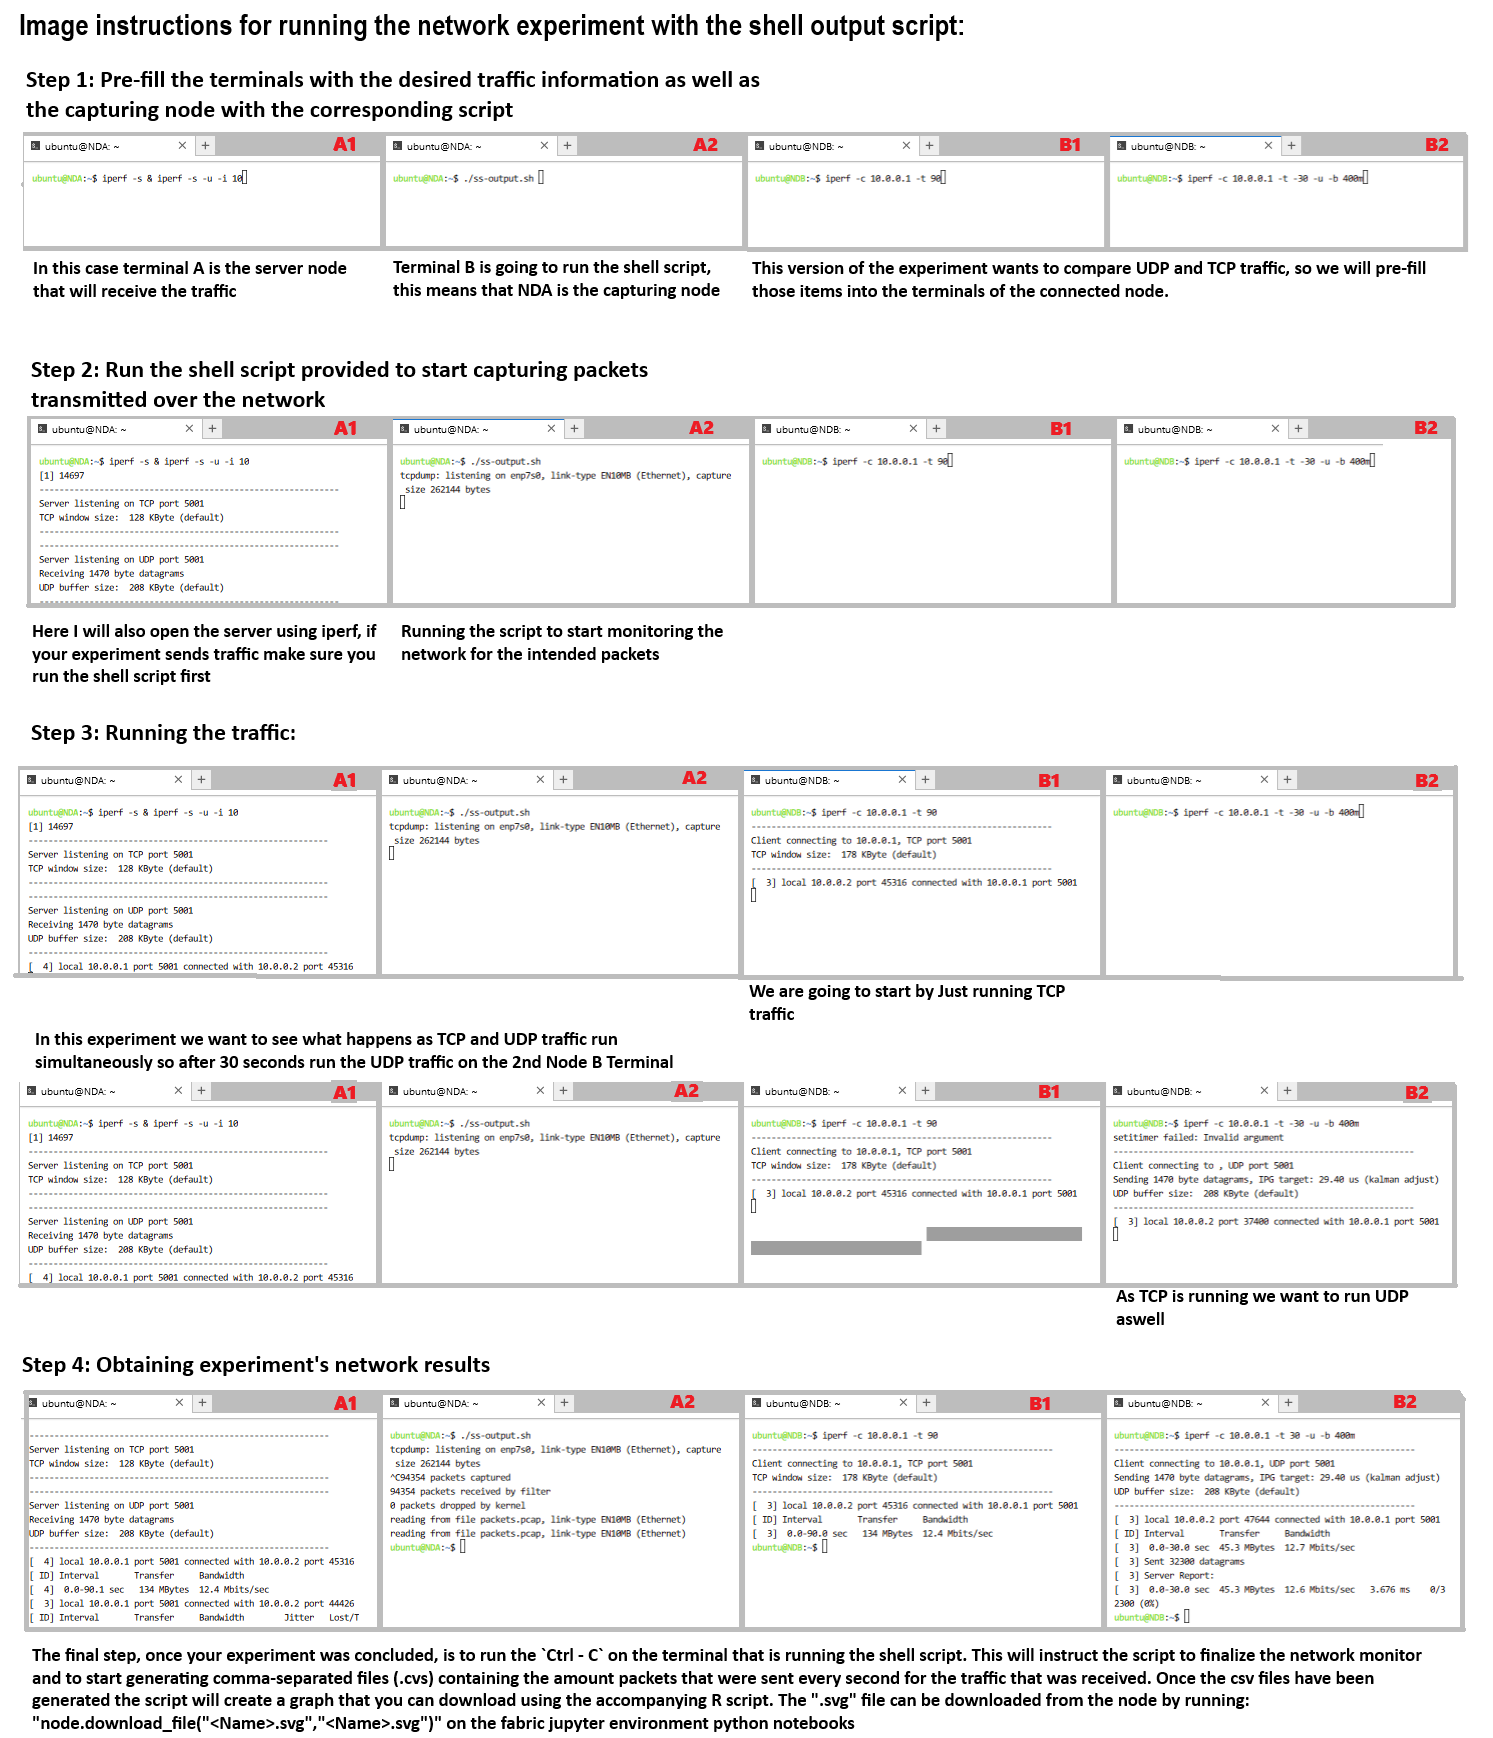 Image instructions for running the network experiment with the shell output script:
Step 1: Pre-fill the terminals with the desired traffic information as well as
the capturing node with the corresponding script
ubuntu@NDA: ~ × + A1
ubuntu@NDA:~$ iperf -s & iperf -s -u -i 10
ubuntu@NDA: ~ × + A2
ubuntu@NDA:~$ ./ss-output.sh
ubuntu@NDB: ~ × + B1
ubuntu@NDB:~$ iperf -c 10.0.0.1 -t 90
ubuntu@NDB: ~ × + B2
ubuntu@NDB:~$ iperf -c 10.0.0.1 -t -30 -u -b 400m
In this case terminal A is the server node
that will receive the traffic
Terminal B is going to run the shell script,
this means that NDA is the capturing node
This version of the experiment wants to compare UDP and TCP traffic, so we will pre-fill
those items into the terminals of the connected node.
Step 2: Run the shell script provided to start capturing packets
transmitted over the network
ubuntu@NDA: ~ × + A1
ubuntu@NDA:~$ iperf -s & iperf -s -u -i 10
[1] 14697
------------------------------------------------------------
Server listening on TCP port 5001
TCP window size:  128 KByte (default)
------------------------------------------------------------
------------------------------------------------------------
Server listening on UDP port 5001
Receiving 1470 byte datagrams
UDP buffer size:  208 KByte (default)
------------------------------------------------------------
ubuntu@NDA: ~ × + A2
ubuntu@NDA:~$ ./ss-output.sh
tcpdump: listening on enp7s0, link-type EN10MB (Ethernet), capture
size 262144 bytes
ubuntu@NDB: ~ × + B1
ubuntu@NDB:~$ iperf -c 10.0.0.1 -t 90
ubuntu@NDB: ~ × + B2
ubuntu@NDB:~$ iperf -c 10.0.0.1 -t -30 -u -b 400m
Here I will also open the server using iperf, if
your experiment sends traffic make sure you
run the shell script first
Running the script to start monitoring the
network for the intended packets
Step 3: Running the traffic:
ubuntu@NDA: ~ × + A1
ubuntu@NDA:~$ iperf -s & iperf -s -u -i 10
[1] 14697
------------------------------------------------------------
Server listening on TCP port 5001
TCP window size:  128 KByte (default)
------------------------------------------------------------
------------------------------------------------------------
Server listening on UDP port 5001
Receiving 1470 byte datagrams
UDP buffer size:  208 KByte (default)
------------------------------------------------------------
[  4] local 10.0.0.1 port 5001 connected with 10.0.0.2 port 45316
ubuntu@NDA: ~ × + A2
ubuntu@NDA:~$ ./ss-output.sh
tcpdump: listening on enp7s0, link-type EN10MB (Ethernet), capture
size 262144 bytes
ubuntu@NDB: ~ × + B1
ubuntu@NDB:~$ iperf -c 10.0.0.1 -t 90
------------------------------------------------------------
Client connecting to 10.0.0.1, TCP port 5001
TCP window size:  178 KByte (default)
------------------------------------------------------------
[  3] local 10.0.0.2 port 45316 connected with 10.0.0.1 port 5001
ubuntu@NDB: ~ × + B2
ubuntu@NDB:~$ iperf -c 10.0.0.1 -t -30 -u -b 400m
We are going to start by Just running TCP
traffic
In this experiment we want to see what happens as TCP and UDP traffic run
simultaneously so after 30 seconds run the UDP traffic on the 2nd Node B Terminal
ubuntu@NDA: ~ × + A1
ubuntu@NDA:~$ iperf -s & iperf -s -u -i 10
[1] 14697
------------------------------------------------------------
Server listening on TCP port 5001
TCP window size:  128 KByte (default)
------------------------------------------------------------
------------------------------------------------------------
Server listening on UDP port 5001
Receiving 1470 byte datagrams
UDP buffer size:  208 KByte (default)
------------------------------------------------------------
[  4] local 10.0.0.1 port 5001 connected with 10.0.0.2 port 45316
ubuntu@NDA: ~ × + A2
ubuntu@NDA:~$ ./ss-output.sh
tcpdump: listening on enp7s0, link-type EN10MB (Ethernet), capture
size 262144 bytes
ubuntu@NDB: ~ × + B1
ubuntu@NDB:~$ iperf -c 10.0.0.1 -t 90
------------------------------------------------------------
Client connecting to 10.0.0.1, TCP port 5001
TCP window size:  178 KByte (default)
------------------------------------------------------------
[  3] local 10.0.0.2 port 45316 connected with 10.0.0.1 port 5001
ubuntu@NDB: ~ × + B2
ubuntu@NDB:~$ iperf -c 10.0.0.1 -t -30 -u -b 400m
setitimer failed: Invalid argument
------------------------------------------------------------
Client connecting to , UDP port 5001
Sending 1470 byte datagrams, IPG target: 29.40 us (kalman adjust)
UDP buffer size:  208 KByte (default)
------------------------------------------------------------
[  3] local 10.0.0.2 port 37400 connected with 10.0.0.1 port 5001
As TCP is running we want to run UDP
aswell
Step 4: Obtaining experiment's network results
ubuntu@NDA: ~ × + A1
------------------------------------------------------------
Server listening on TCP port 5001
TCP window size:  128 KByte (default)
------------------------------------------------------------
------------------------------------------------------------
Server listening on UDP port 5001
Receiving 1470 byte datagrams
UDP buffer size:  208 KByte (default)
------------------------------------------------------------
[  4] local 10.0.0.1 port 5001 connected with 10.0.0.2 port 45316
[ ID] Interval       Transfer     Bandwidth
[  4]  0.0-90.1 sec   134 MBytes  12.4 Mbits/sec
[  3] local 10.0.0.1 port 5001 connected with 10.0.0.2 port 44426
[ ID] Interval       Transfer     Bandwidth        Jitter   Lost/T
ubuntu@NDA: ~ × + A2
ubuntu@NDA:~$ ./ss-output.sh
tcpdump: listening on enp7s0, link-type EN10MB (Ethernet), capture
size 262144 bytes
^C94354 packets captured
94354 packets received by filter
0 packets dropped by kernel
reading from file packets.pcap, link-type EN10MB (Ethernet)
reading from file packets.pcap, link-type EN10MB (Ethernet)
ubuntu@NDA:~$
ubuntu@NDB: ~ × + B1
ubuntu@NDB:~$ iperf -c 10.0.0.1 -t 90
------------------------------------------------------------
Client connecting to 10.0.0.1, TCP port 5001
TCP window size:  178 KByte (default)
------------------------------------------------------------
[  3] local 10.0.0.2 port 45316 connected with 10.0.0.1 port 5001
[ ID] Interval       Transfer     Bandwidth
[  3]  0.0-90.0 sec   134 MBytes  12.4 Mbits/sec
ubuntu@NDB:~$
ubuntu@NDB: ~ × + B2
ubuntu@NDB:~$ iperf -c 10.0.0.1 -t 30 -u -b 400m
------------------------------------------------------------
Client connecting to 10.0.0.1, UDP port 5001
Sending 1470 byte datagrams, IPG target: 29.40 us (kalman adjust)
UDP buffer size:  208 KByte (default)
------------------------------------------------------------
[  3] local 10.0.0.2 port 47644 connected with 10.0.0.1 port 5001
[ ID] Interval       Transfer     Bandwidth
[  3]  0.0-30.0 sec  45.3 MBytes  12.7 Mbits/sec
[  3] Sent 32300 datagrams
[  3] Server Report:
[  3]  0.0-30.0 sec  45.3 MBytes  12.6 Mbits/sec   3.676 ms    0/3
2300 (0%)
ubuntu@NDB:~$
The final step, once your experiment was concluded, is to run the `Ctrl - C` on the terminal that is running the shell script. This will instruct the script to finalize the network monitor
and to start generating comma-separated files (.cvs) containing the amount packets that were sent every second for the traffic that was received. Once the csv files have been
generated the script will create a graph that you can download using the accompanying R script. The ".svg" file can be downloaded from the node by running:
"node.download_file("<Name>.svg","<Name>.svg")" on the fabric jupyter environment python notebooks